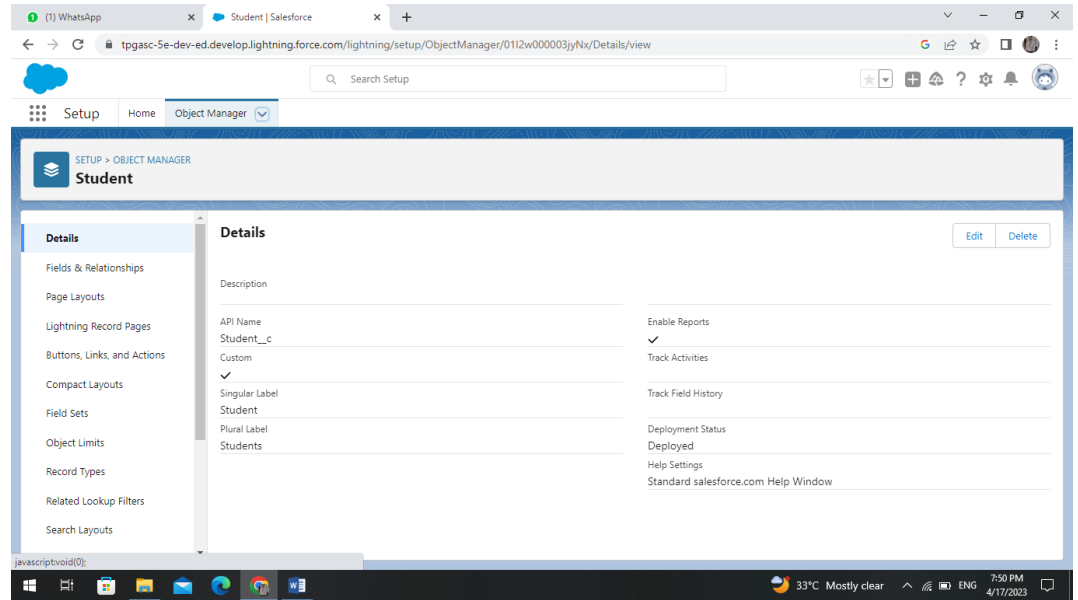 (1) WhatsApp
Student | Salesforce
tpgasc-5e-dev-ed.develop.lightning.force.com/lightning/setup/ObjectManager/01I2w000003jyNx/Details/view
Search Setup
Setup
Home
Object Manager
SETUP > OBJECT MANAGER
Student
Details
Fields & Relationships
Page Layouts
Lightning Record Pages
Buttons, Links, and Actions
Compact Layouts
Field Sets
Object Limits
Record Types
Related Lookup Filters
Search Layouts
Details
Edit
Delete
Description
API Name
Student__c
Custom
Singular Label
Student
Plural Label
Students
Enable Reports
Track Activities
Track Field History
Deployment Status
Deployed
Help Settings
Standard salesforce.com Help Window
javascript:void(0);
33°C Mostly clear
ENG
7:50 PM
4/17/2023